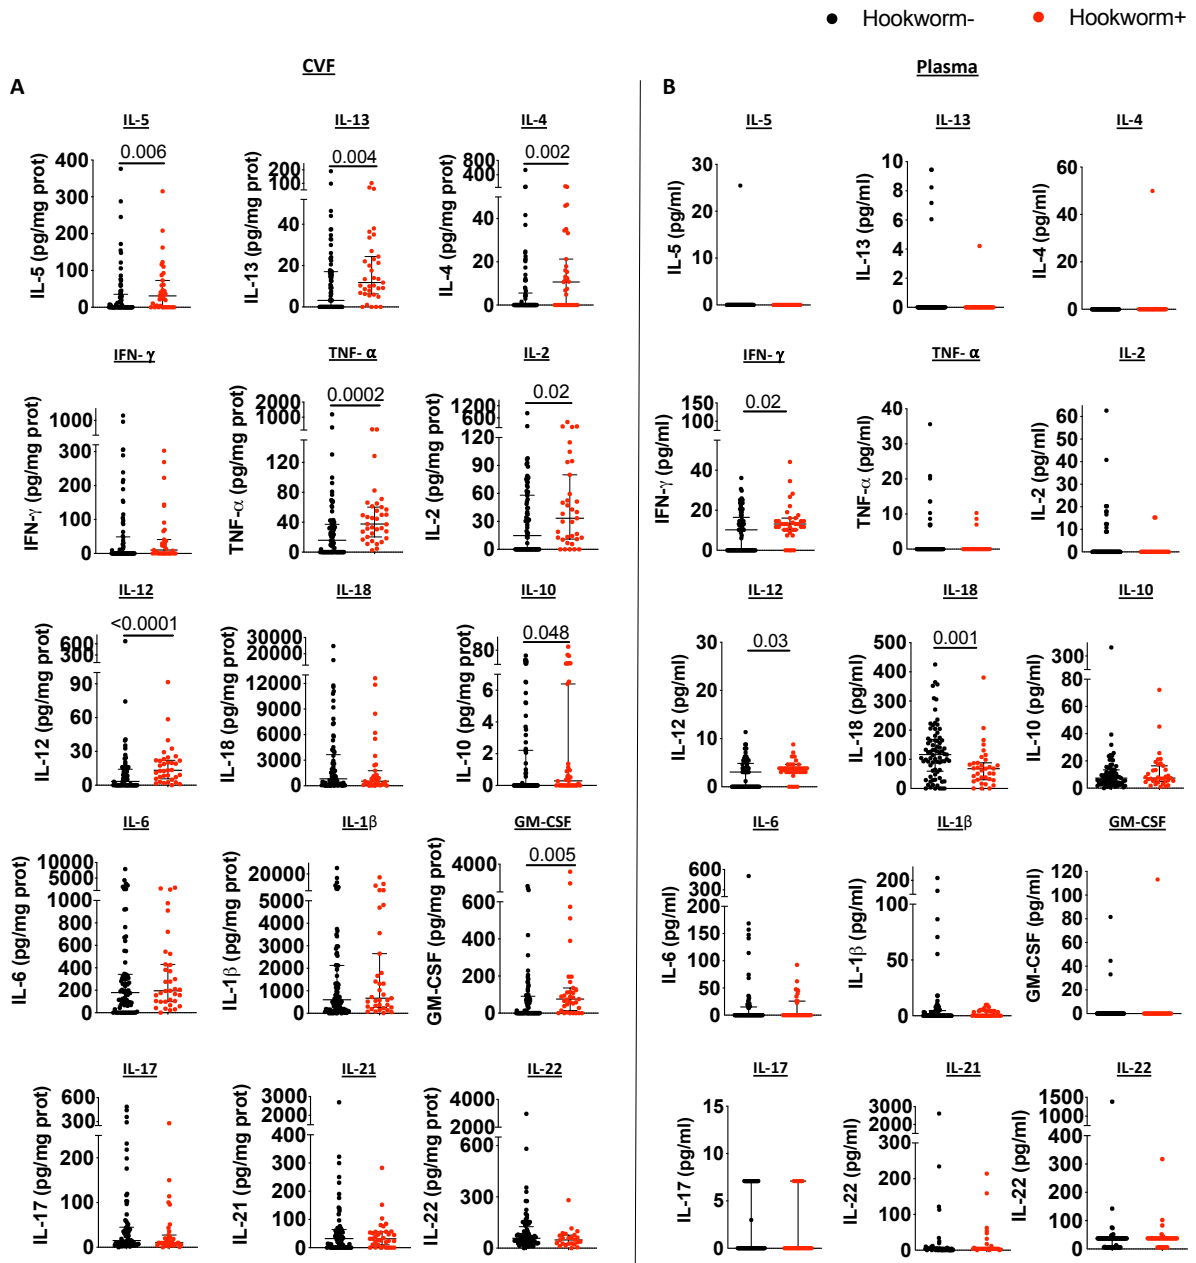 Hookworm- Hookworm+
CVF Plasma
A B
IL-5 IL-13 IL-4
0.006 0.004 0.002
IL-5 (pg/mg prot) 400 300 200 100 0
IL-13 (pg/mg prot) 200 100 40 20 0
IL-4 (pg/mg prot) 800 400 40 20 0
IL-5 IL-13 IL-4
IL-5 (pg/ml) 30 25 20 15 10 5 0
IL-13 (pg/ml) 10 8 6 4 2 0
IL-4 (pg/ml) 60 40 20 0
IFN- γ TNF- α IL-2
0.0002 0.02
IFN-γ (pg/mg prot) 1000 300 200 100 0
TNF-α (pg/mg prot) 2000 1000 120 80 40 0
IL-2 (pg/mg prot) 1200 600 120 90 60 30 0
IFN- γ TNF- α IL-2
0.02
IFN-γ (pg/ml) 150 100 40 20 0
TNF-α (pg/ml) 40 30 20 10 0
IL-2 (pg/ml) 60 50 40 30 20 10 0
IL-12 IL-18 IL-10
<0.0001 0.048
IL-12 (pg/mg prot) 600 300 90 60 30 0
IL-18 (pg/mg prot) 30000 20000 12000 9000 6000 3000 0
IL-10 (pg/mg prot) 80 6 4 2 0
IL-12 IL-18 IL-10
0.03 0.001
IL-12 (pg/ml) 30 20 10 0
IL-18 (pg/ml) 500 400 300 200 100 0
IL-10 (pg/ml) 300 80 60 40 20 0
IL-6 IL-1β GM-CSF
0.005
IL-6 (pg/mg prot) 10000 5000 1000 800 600 400 200 0
IL-1β (pg/mg prot) 20000 5000 4000 3000 2000 1000 0
GM-CSF (pg/mg prot) 4000 2000 600 400 200 0
IL-6 IL-1β GM-CSF
IL-6 (pg/ml) 600 300 200 150 100 50 0
IL-1β (pg/ml) 200 100 50 0
GM-CSF (pg/ml) 120 100 80 60 40 20 0
IL-17 IL-21 IL-22
IL-17 (pg/mg prot) 600 300 200 100 0
IL-21 (pg/mg prot) 3000 2000 400 300 200 100 0
IL-22 (pg/mg prot) 4000 2000 600 300 0
IL-17 IL-21 IL-22
IL-17 (pg/ml) 15 10 5 0
IL-22 (pg/ml) 3000 2000 300 200 100 0
IL-22 (pg/ml) 1500 1000 400 300 200 100 0